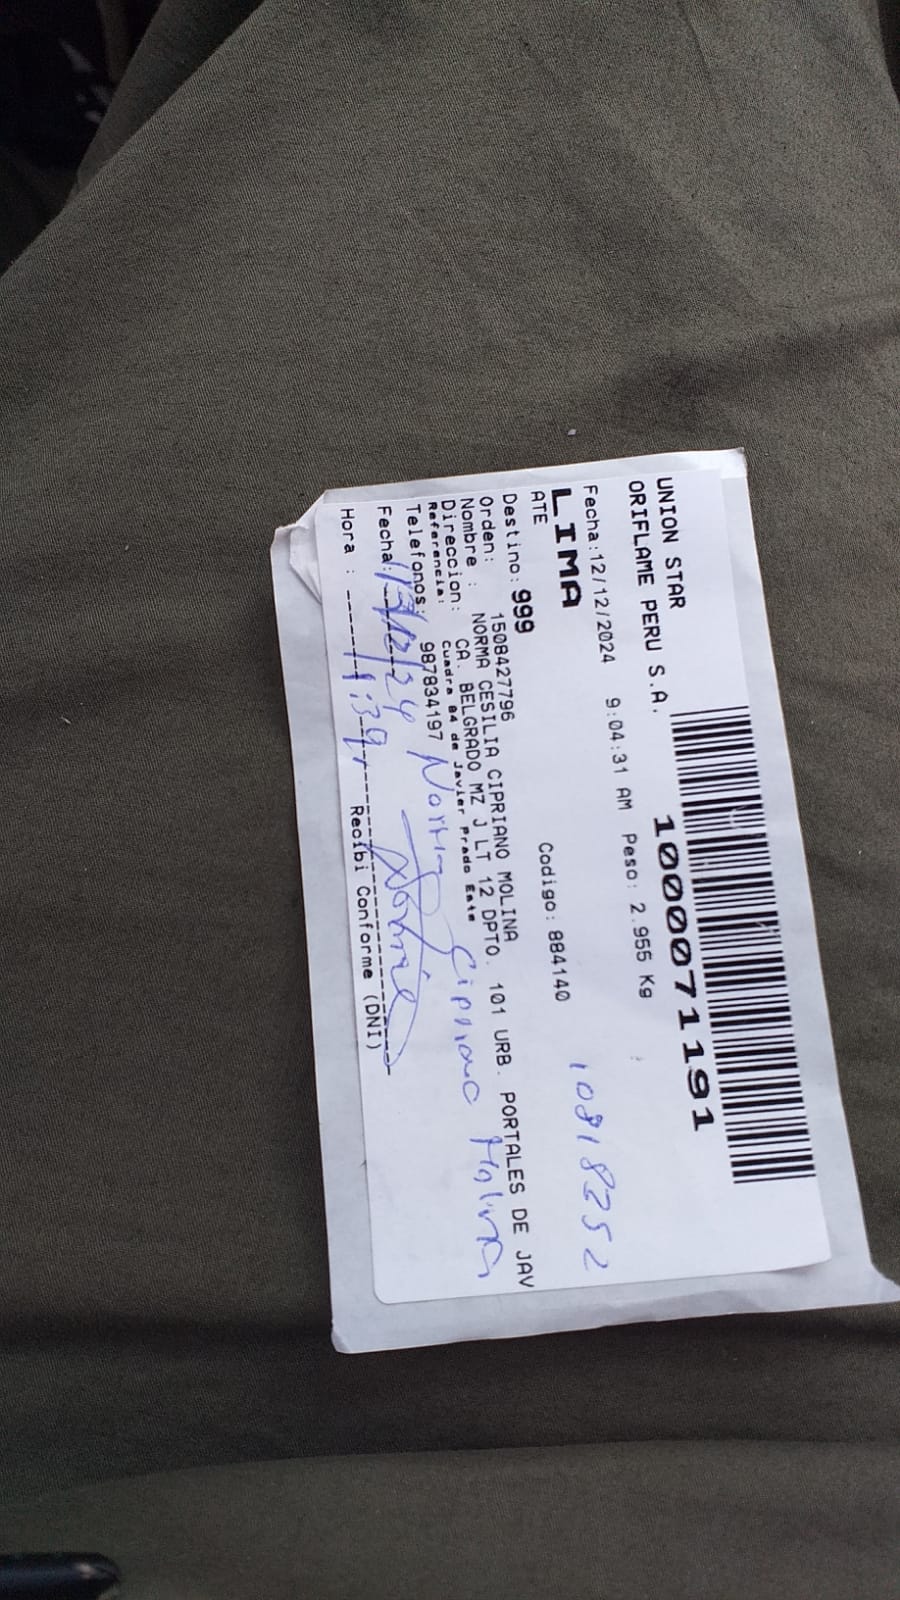 UNION STAR
ORIFLAME PERU S.A.
1000071191
Fecha:12/12/2024 9:04:31 AM Peso: 2.955 Kg
LIMA
ATE Codigo: 884140
10818252
Destino: 999
Orden: 1508427796
Nombre : NORMA CESILIA CIPRIANO MOLINA
Direccion: CA. BELGRADO MZ J LT 12 DPTO. 101 URB. PORTALES DE JAV
Referencia: Cuadra 84 de Javier Prado Este
Telefonos: 987834197
Norma Cipriano Molina
Fecha:
Hora : Recibi Conforme (DNI)